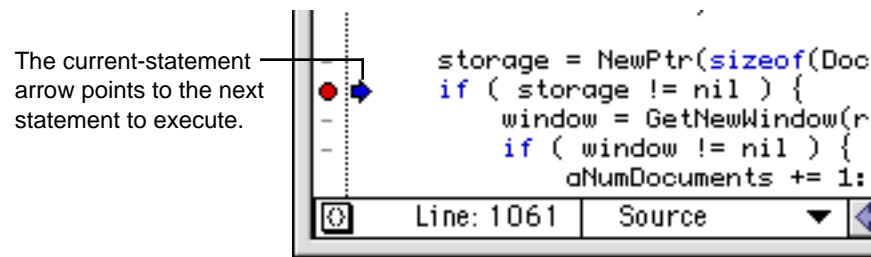 The current-statement
arrow points to the next
statement to execute.
storage = NewPtr(sizeof(Doc
if ( storage != nil ) {
window = GetNewWindow(r
if ( window != nil ) {
aNumDocuments += 1;
Line: 1061
Source